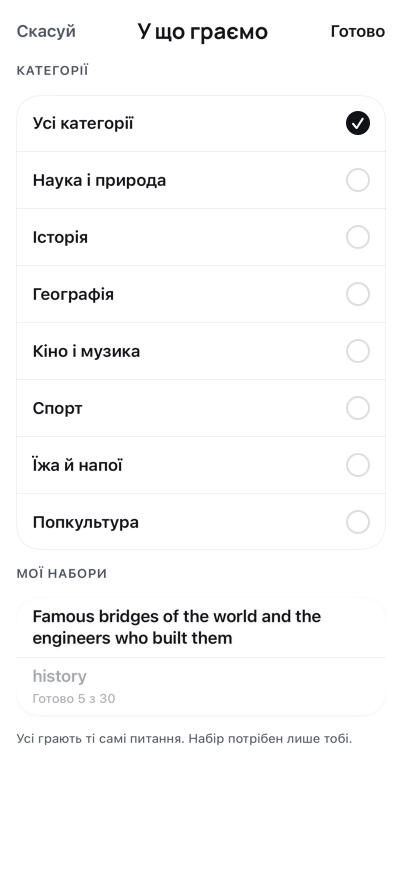 Скасуй
У що граємо
Готово
КАТЕГОРІЇ
Усі категорії
Наука і природа
Історія
Географія
Кіно і музика
Спорт
Їжа й напої
Попкультура
МОЇ НАБОРИ
Famous bridges of the world and the
engineers who built them
history
Готово 5 з 30
Усі грають ті самі питання. Набір потрібен лише тобі.